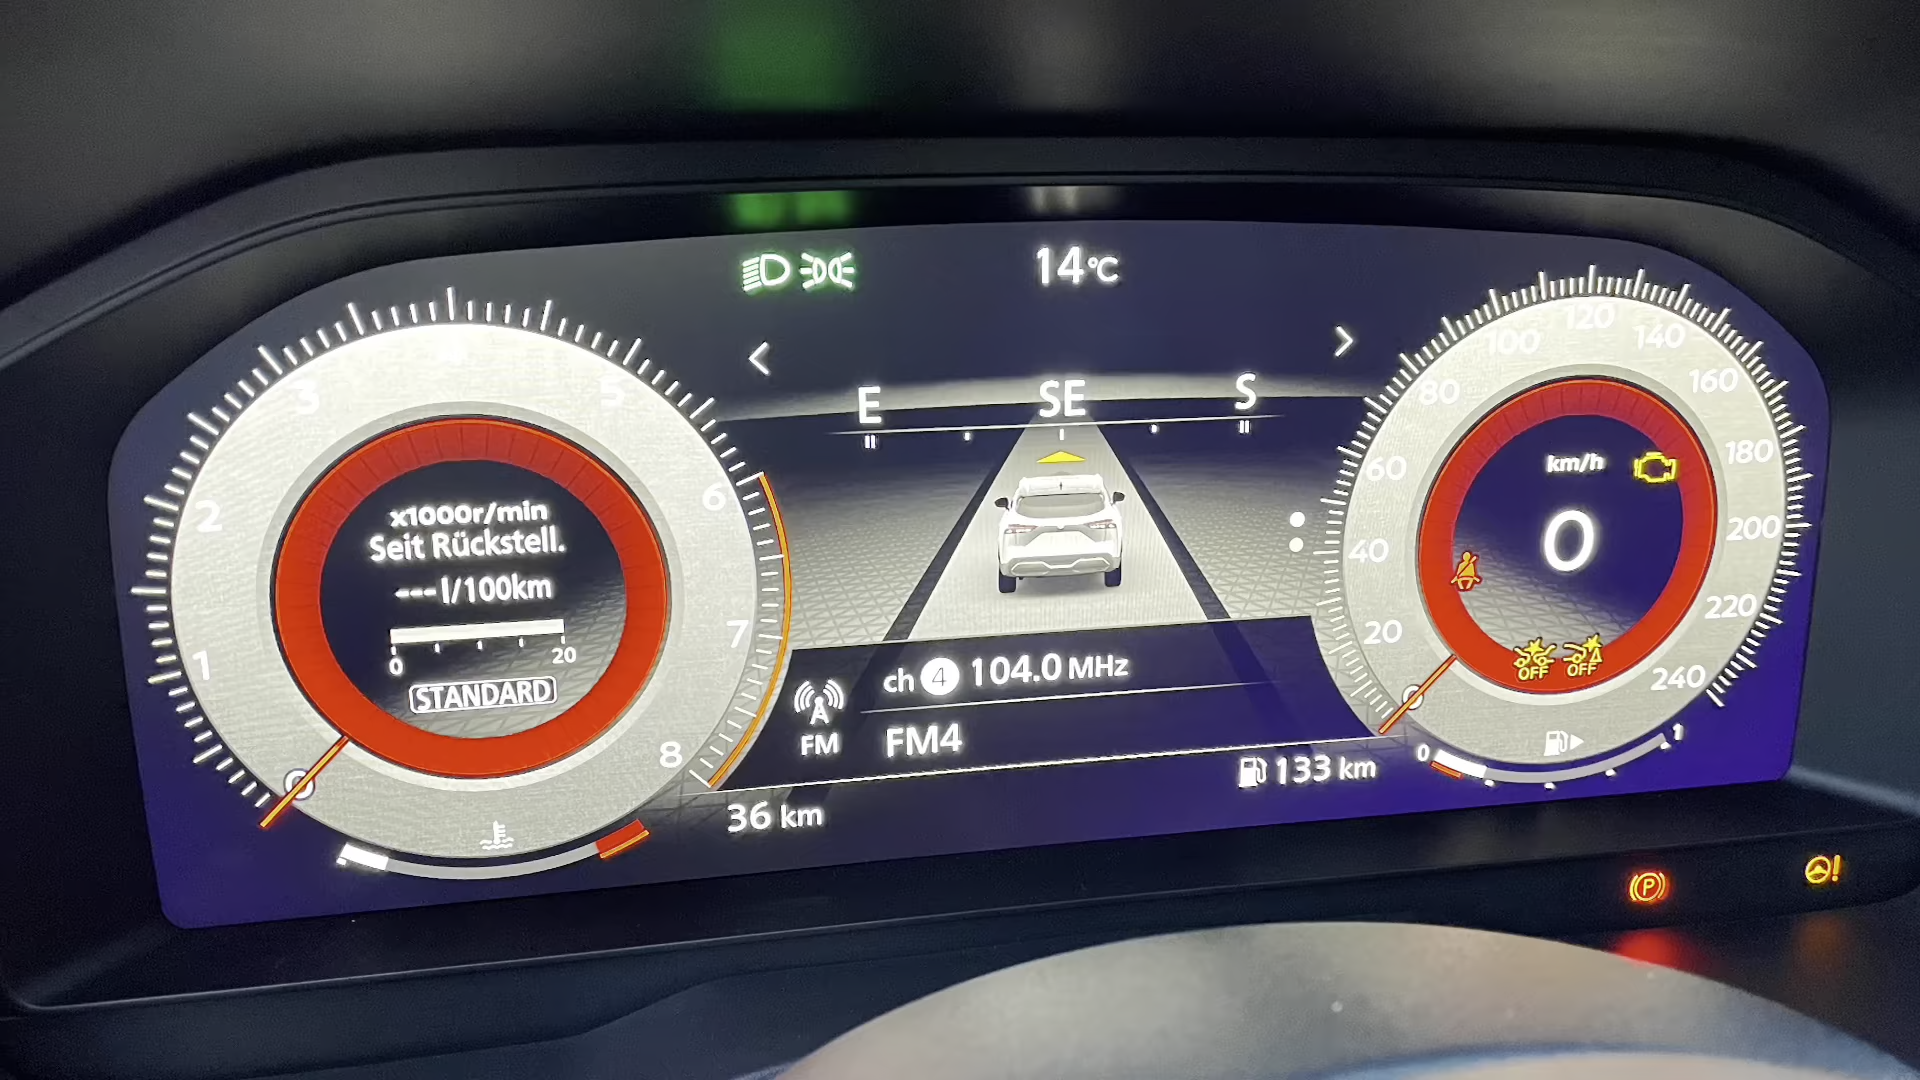 14°C
E SE S
3
5
2
6
1
7
0
8
x1000r/min
Seit Rückstell.
---l/100km
0 20
STANDARD
ch 4 104.0 MHz
FM
FM4
36 km
133 km
0
20
40
60
80
100
120
140
160
180
200
220
240
km/h
0
OFF OFF
0 1
P